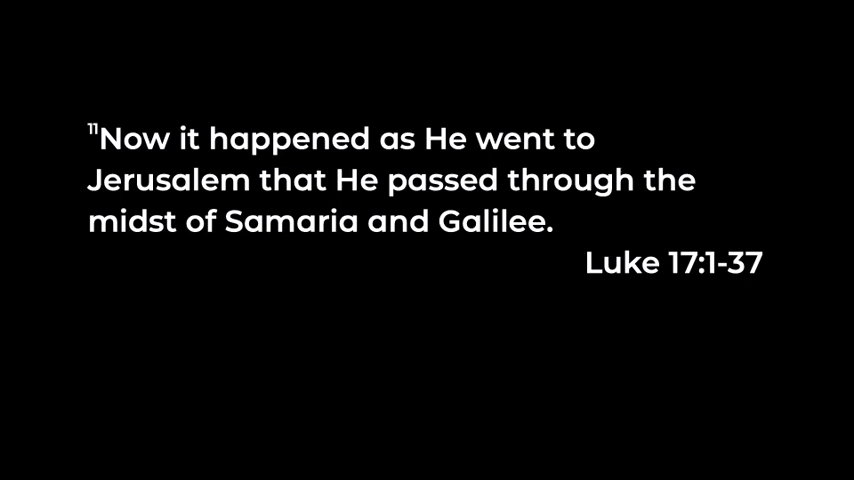 ¹¹Now it happened as He went to
Jerusalem that He passed through the
midst of Samaria and Galilee.
Luke 17:1-37